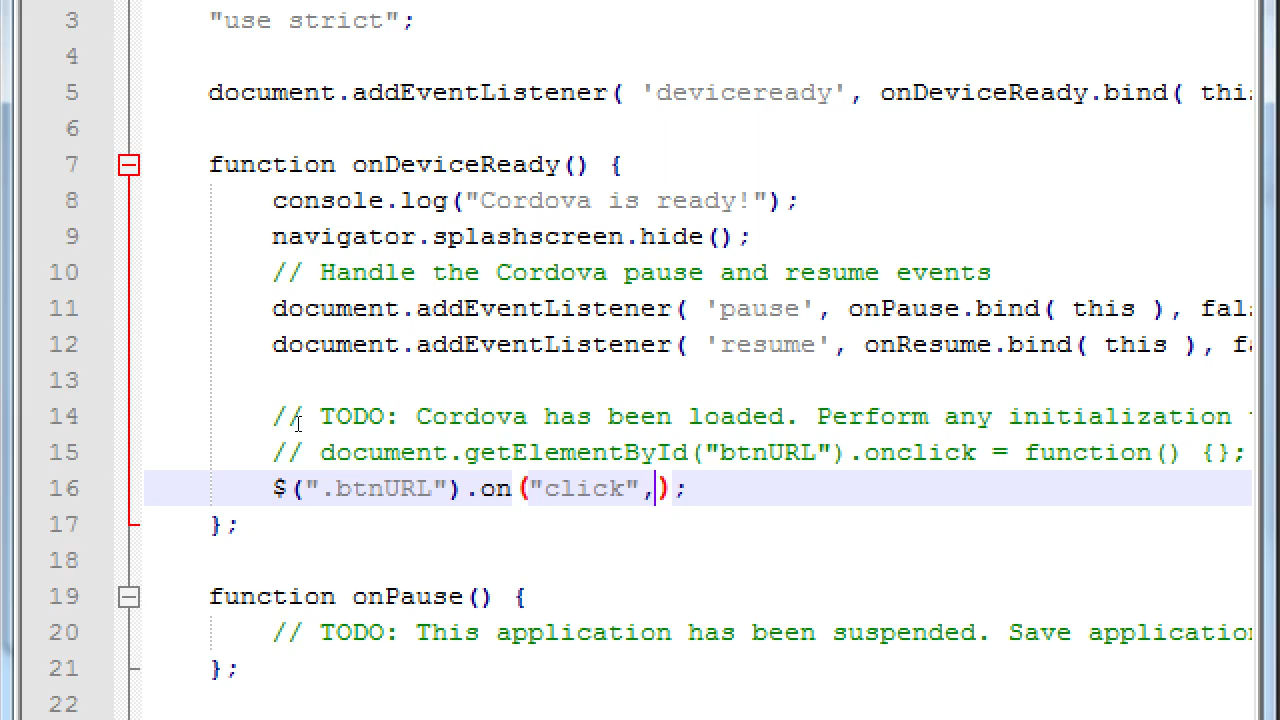 3 "use strict";
4
5 document.addEventListener( 'deviceready', onDeviceReady.bind( this
6
7 function onDeviceReady() {
8 console.log("Cordova is ready!");
9 navigator.splashscreen.hide();
10 // Handle the Cordova pause and resume events
11 document.addEventListener( 'pause', onPause.bind( this ), fal
12 document.addEventListener( 'resume', onResume.bind( this ), f
13
14 // TODO: Cordova has been loaded. Perform any initialization
15 // document.getElementById("btnURL").onclick = function() {};
16 $(".btnURL").on("click",);
17 };
18
19 function onPause() {
20 // TODO: This application has been suspended. Save application
21 };
22